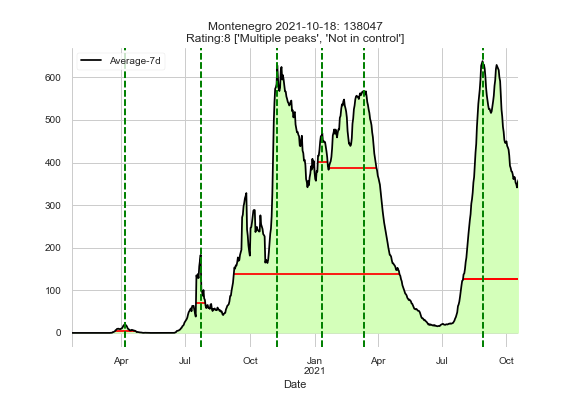 Montenegro 2021-10-18: 138047
Rating:8 ['Multiple peaks', 'Not in control']
Average-7d
600
500
400
300
200
100
0
Apr Jul Oct Jan Apr Jul Oct
2021
Date